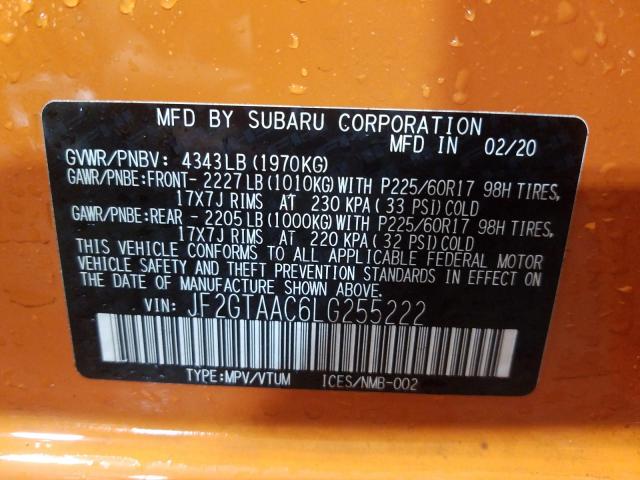 MFD BY SUBARU CORPORATION
MFD IN 02/20
GVWR/PNBV: 4343LB (1970KG)
GAWR/PNBE:FRONT- 2227LB (1010KG) WITH P225/60R17 98H TIRES,
17X7J RIMS AT 230 KPA (33 PSI) COLD
GAWR/PNBE:REAR - 2205LB (1000KG) WITH P225/60R17 98H TIRES,
17X7J RIMS AT 220 KPA (32 PSI) COLD
THIS VEHICLE CONFORMS TO ALL APPLICABLE FEDERAL MOTOR
VEHICLE SAFETY AND THEFT PREVENTION STANDARDS IN EFFECT ON
THE DATE OF MANUFACTURE SHOWN ABOVE.
VIN: JF2GTAAC6LG255222
TYPE:MPV/VTUM ICES/NMB-002